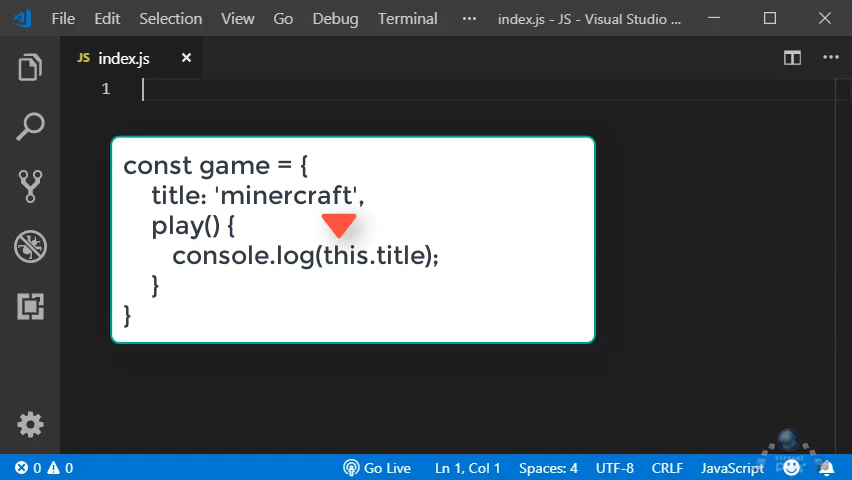 File Edit Selection View Go Debug Terminal ··· index.js - JS - Visual Studio ...
JS index.js
1
const game = {
title: 'minercraft',
play() {
console.log(this.title);
}
}
0 0 Go Live Ln 1, Col 1 Spaces: 4 UTF-8 CRLF JavaScript